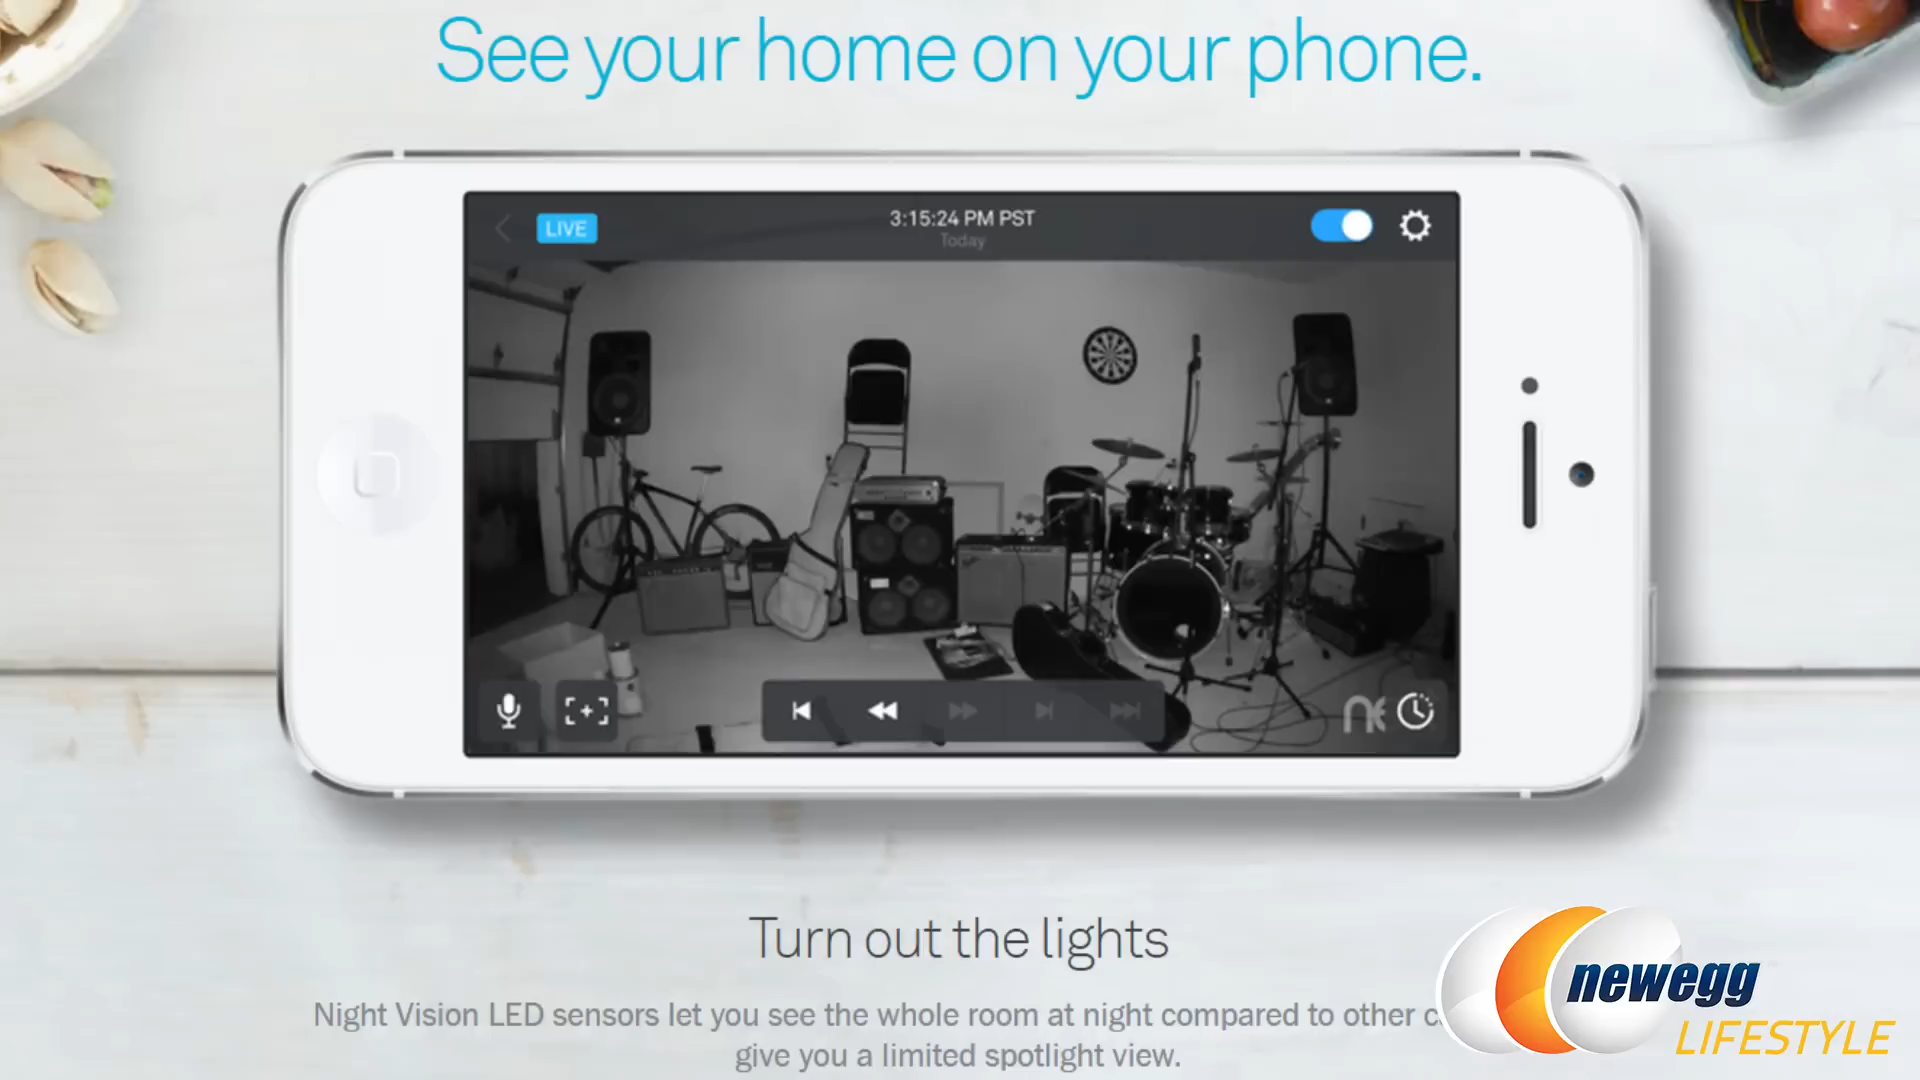 See your home on your phone.
LIVE
3:15:24 PM PST
Today
Turn out the lights
Night Vision LED sensors let you see the whole room at night compared to other
give you a limited spotlight view.
newegg
LIFESTYLE